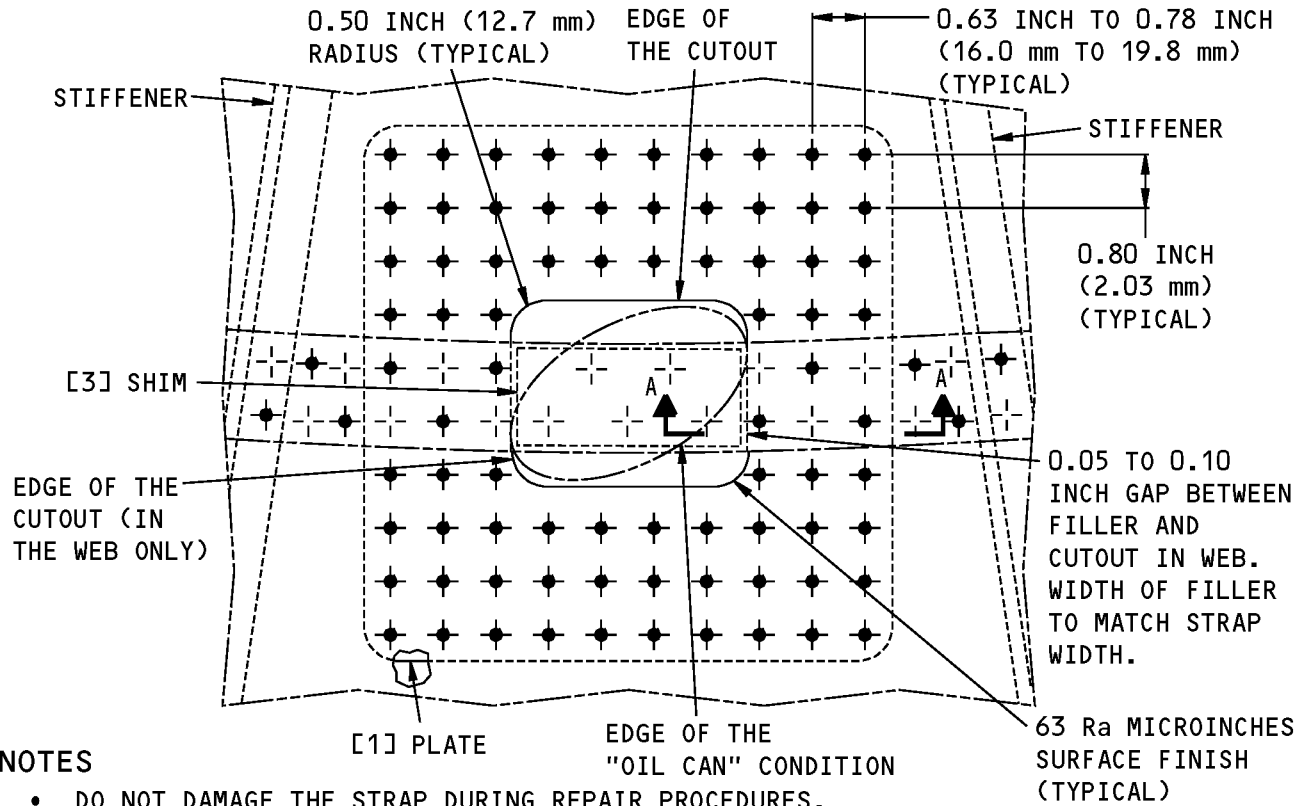 0.50 INCH (12.7 mm)
RADIUS (TYPICAL)
EDGE OF
THE CUTOUT
0.63 INCH TO 0.78 INCH
(16.0 mm TO 19.8 mm)
(TYPICAL)
STIFFENER
STIFFENER
0.80 INCH
(2.03 mm)
(TYPICAL)
[3] SHIM
A
A
EDGE OF THE
CUTOUT (IN
THE WEB ONLY)
0.05 TO 0.10
INCH GAP BETWEEN
FILLER AND
CUTOUT IN WEB.
WIDTH OF FILLER
TO MATCH STRAP
WIDTH.
[1] PLATE
EDGE OF THE
"OIL CAN" CONDITION
63 Ra MICROINCHES
SURFACE FINISH
(TYPICAL)
NOTES
• DO NOT DAMAGE THE STRAP DURING REPAIR PROCEDURES.